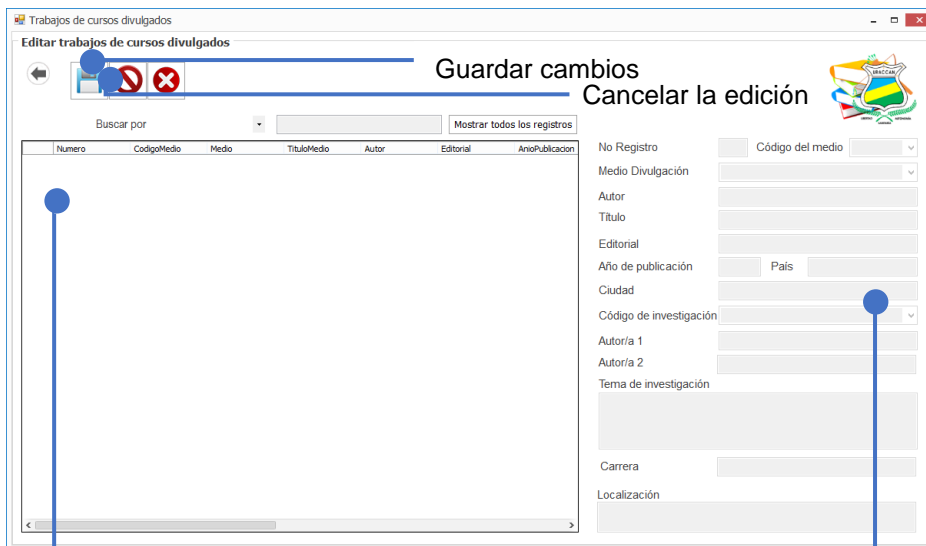 Trabajos de cursos divulgados
Editar trabajos de cursos divulgados
Guardar cambios
Cancelar la edición
URACCAN
Buscar por
Mostrar todos los registros
Numero CodigoMedio Medio TituloMedio Autor Editorial AnioPublicacion
No Registro Código del medio
Medio Divulgación
Autor
Título
Editorial
Año de publicación País
Ciudad
Código de investigación
Autor/a 1
Autor/a 2
Tema de investigación
Carrera
Localización